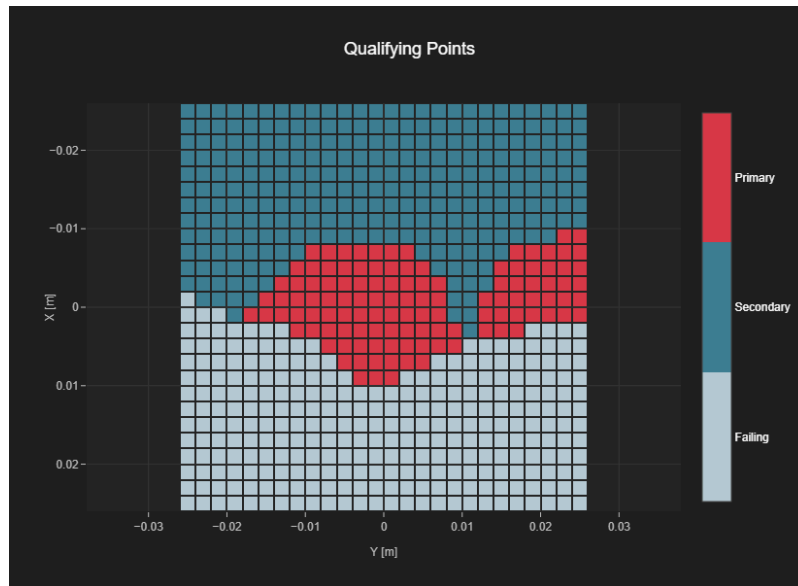 Qualifying Points
−0.02
−0.01
0
0.01
0.02
X [m]
−0.03
−0.02
−0.01
0
0.01
0.02
0.03
Y [m]
Primary
Secondary
Failing